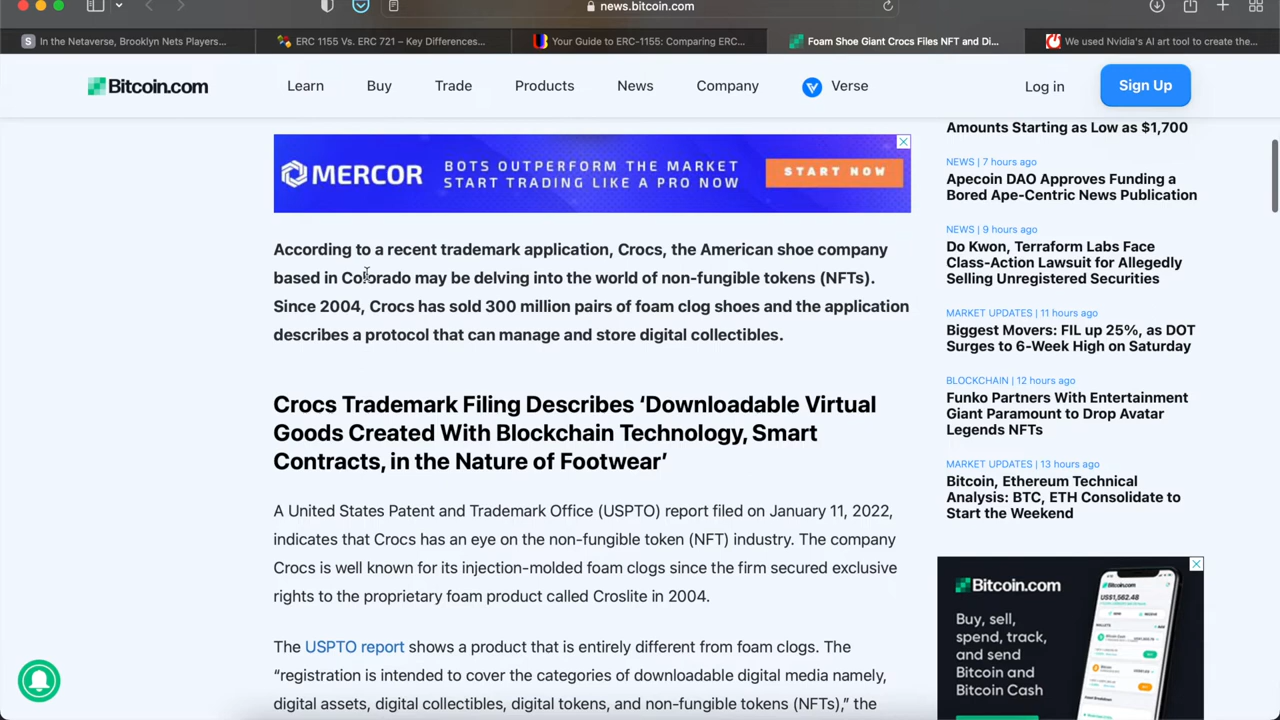 news.bitcoin.com
In the Netaverse, Brooklyn Nets Players...
ERC 1155 Vs. ERC 721 – Key Differences...
Your Guide to ERC-1155: Comparing ERC...
Foam Shoe Giant Crocs Files NFT and Di...
We used Nvidia's AI art tool to create the...
Bitcoin.com
Learn
Buy
Trade
Products
News
Company
Verse
Log in
Sign Up
MERCOR
BOTS OUTPERFORM THE MARKET
START TRADING LIKE A PRO NOW
START NOW
According to a recent trademark application, Crocs, the American shoe company
based in Colorado may be delving into the world of non-fungible tokens (NFTs).
Since 2004, Crocs has sold 300 million pairs of foam clog shoes and the application
describes a protocol that can manage and store digital collectibles.
Crocs Trademark Filing Describes ‘Downloadable Virtual
Goods Created With Blockchain Technology, Smart
Contracts, in the Nature of Footwear’
A United States Patent and Trademark Office (USPTO) report filed on January 11, 2022,
indicates that Crocs has an eye on the non-fungible token (NFT) industry. The company
Crocs is well known for its injection-molded foam clogs since the firm secured exclusive
rights to the proprietary foam product called Croslite in 2004.
The USPTO report shows a product that is entirely different from foam clogs. The
“registration is intended to cover the categories of downloadable digital media namely,
digital assets, digital collectibles, digital tokens, and non-fungible tokens (NFTs),” the
Amounts Starting as Low as $1,700
NEWS | 7 hours ago
Apecoin DAO Approves Funding a
Bored Ape-Centric News Publication
NEWS | 9 hours ago
Do Kwon, Terraform Labs Face
Class-Action Lawsuit for Allegedly
Selling Unregistered Securities
MARKET UPDATES | 11 hours ago
Biggest Movers: FIL up 25%, as DOT
Surges to 6-Week High on Saturday
BLOCKCHAIN | 12 hours ago
Funko Partners With Entertainment
Giant Paramount to Drop Avatar
Legends NFTs
MARKET UPDATES | 13 hours ago
Bitcoin, Ethereum Technical
Analysis: BTC, ETH Consolidate to
Start the Weekend
Bitcoin.com
Buy, sell,
spend, trade,
and send
Bitcoin and
Bitcoin Cash
US$1,562.48